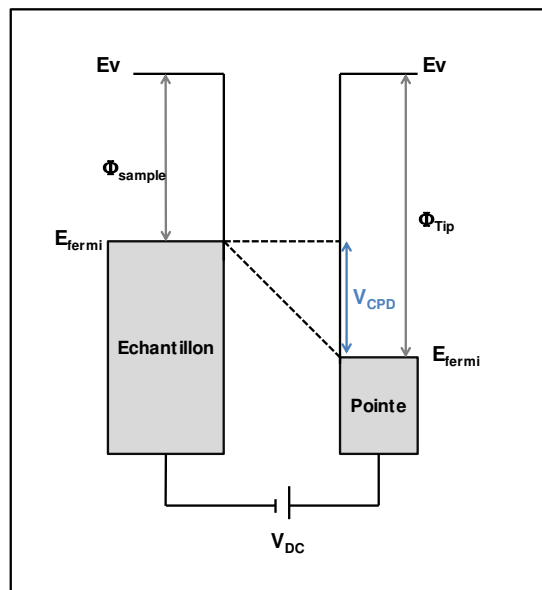 Ev
Ev
Φsample
ΦTip
Efermi
VCPD
Echantillon
Efermi
Pointe
VDC